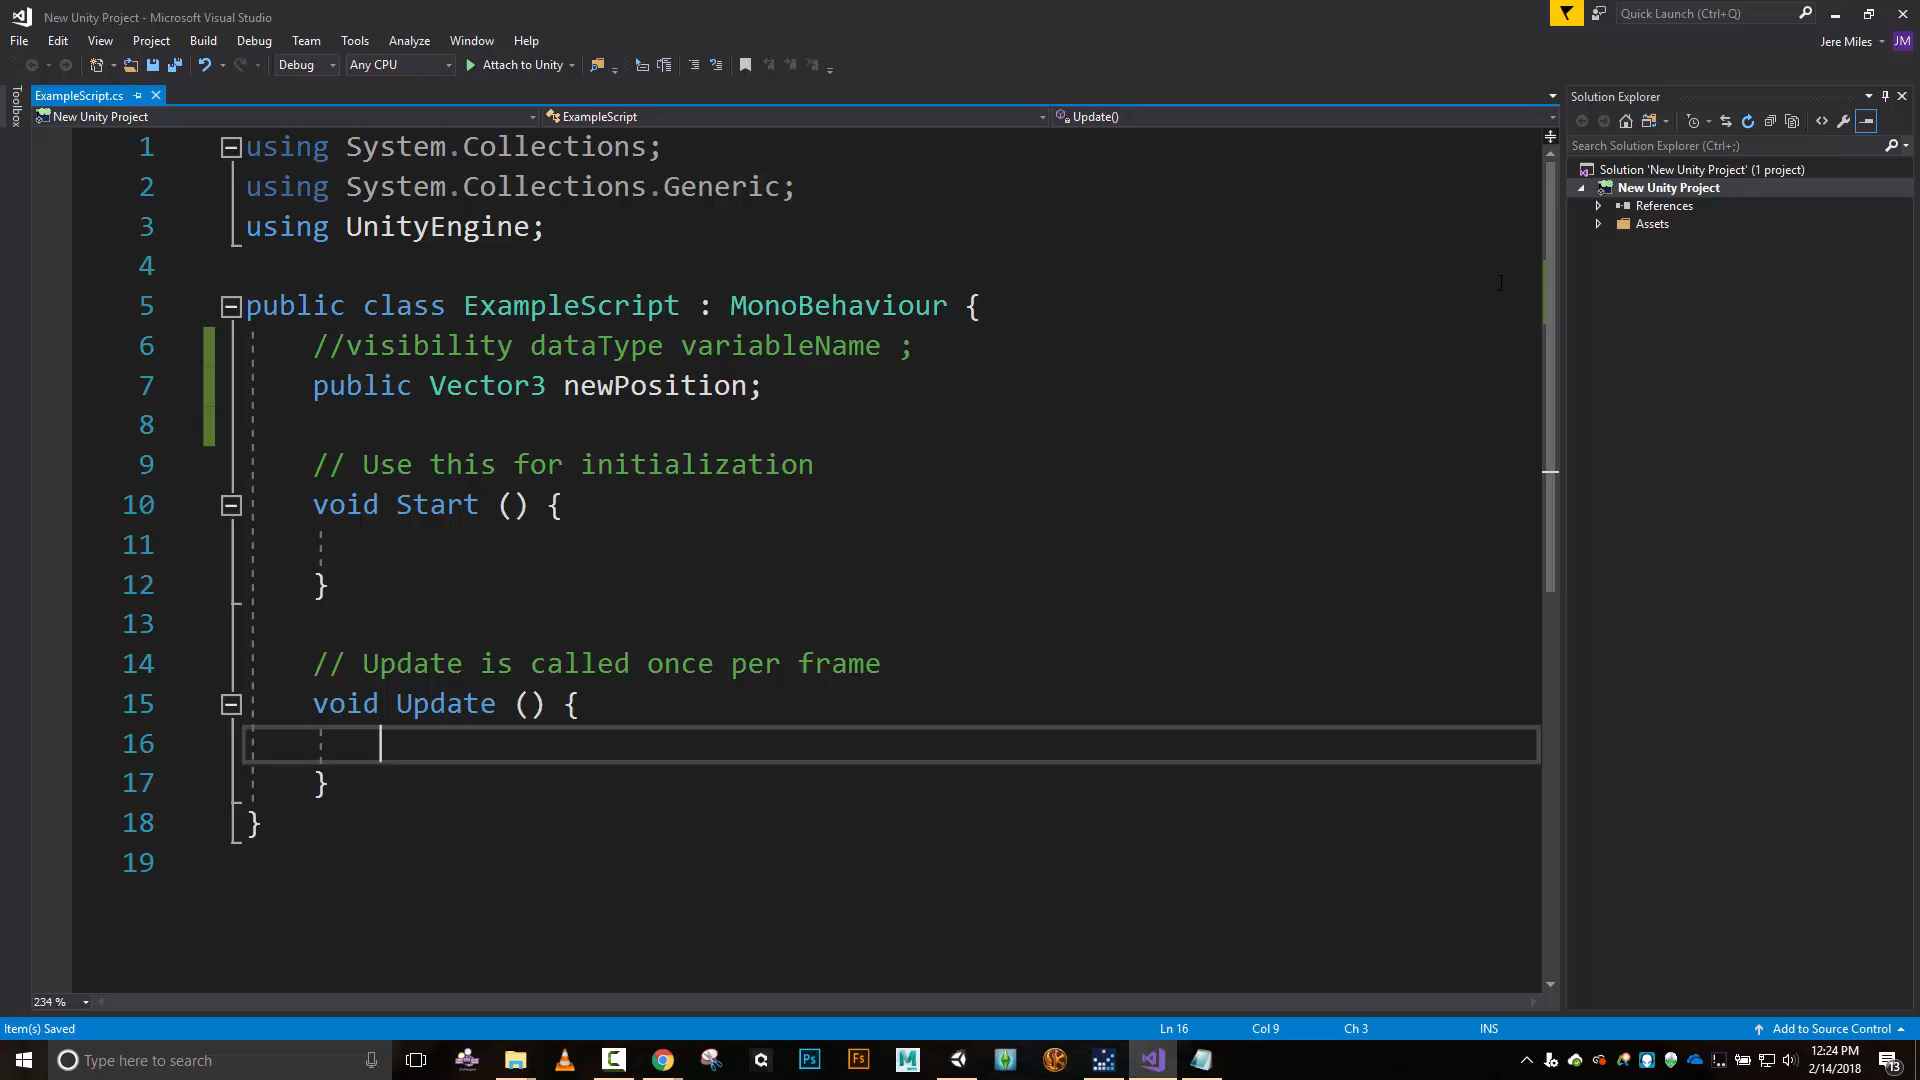 New Unity Project - Microsoft Visual Studio
Quick Launch (Ctrl+Q)
File Edit View Project Build Debug Team Tools Analyze Window Help
Jere Miles JM
Debug Any CPU Attach to Unity
Toolbox
ExampleScript.cs
New Unity Project ExampleScript Update()
1 using System.Collections;
2 using System.Collections.Generic;
3 using UnityEngine;
4
5 public class ExampleScript : MonoBehaviour {
6 //visibility dataType variableName ;
7 public Vector3 newPosition;
8
9 // Use this for initialization
10 void Start () {
11
12 }
13
14 // Update is called once per frame
15 void Update () {
16
17 }
18 }
19
Solution Explorer
Search Solution Explorer (Ctrl+;)
Solution 'New Unity Project' (1 project)
New Unity Project
References
Assets
234 %
Item(s) Saved Ln 16 Col 9 Ch 3 INS Add to Source Control
Type here to search
Ps
Fs
M
12:24 PM
2/14/2018
13